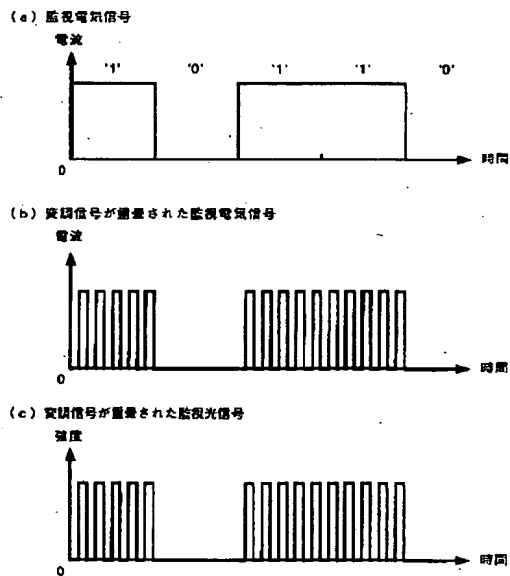 (a) 監視電気信号
電流
'1' '0' '1' '1' '0'
0
時間
(b) 変調信号が重畳された監視電気信号
電流
0
時間
(c) 変調信号が重畳された監視光信号
強度
0
時間